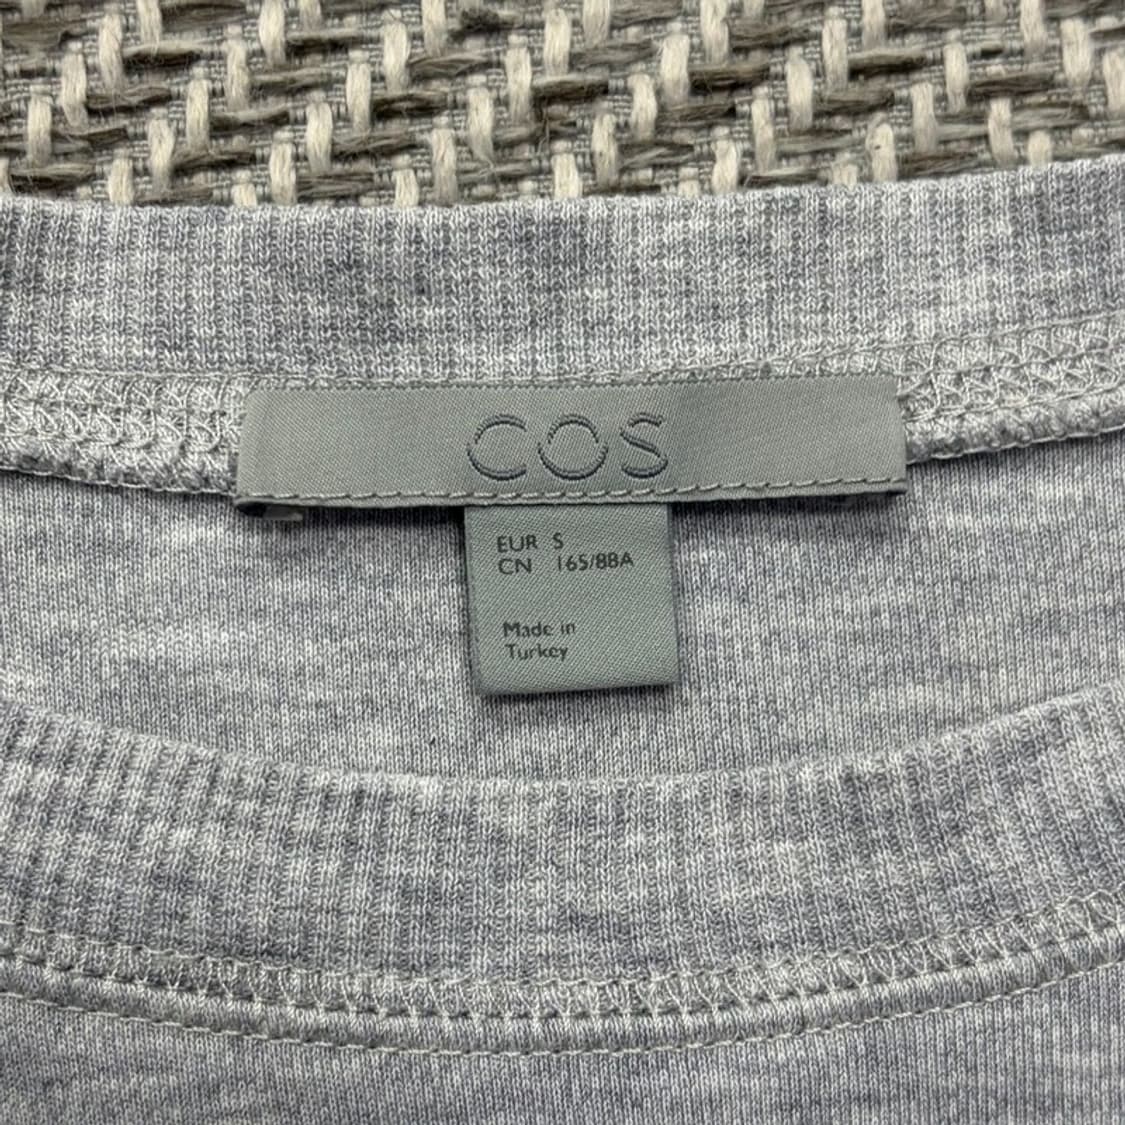 COS
EUR S
CN 165/88A
Made in
Turkey